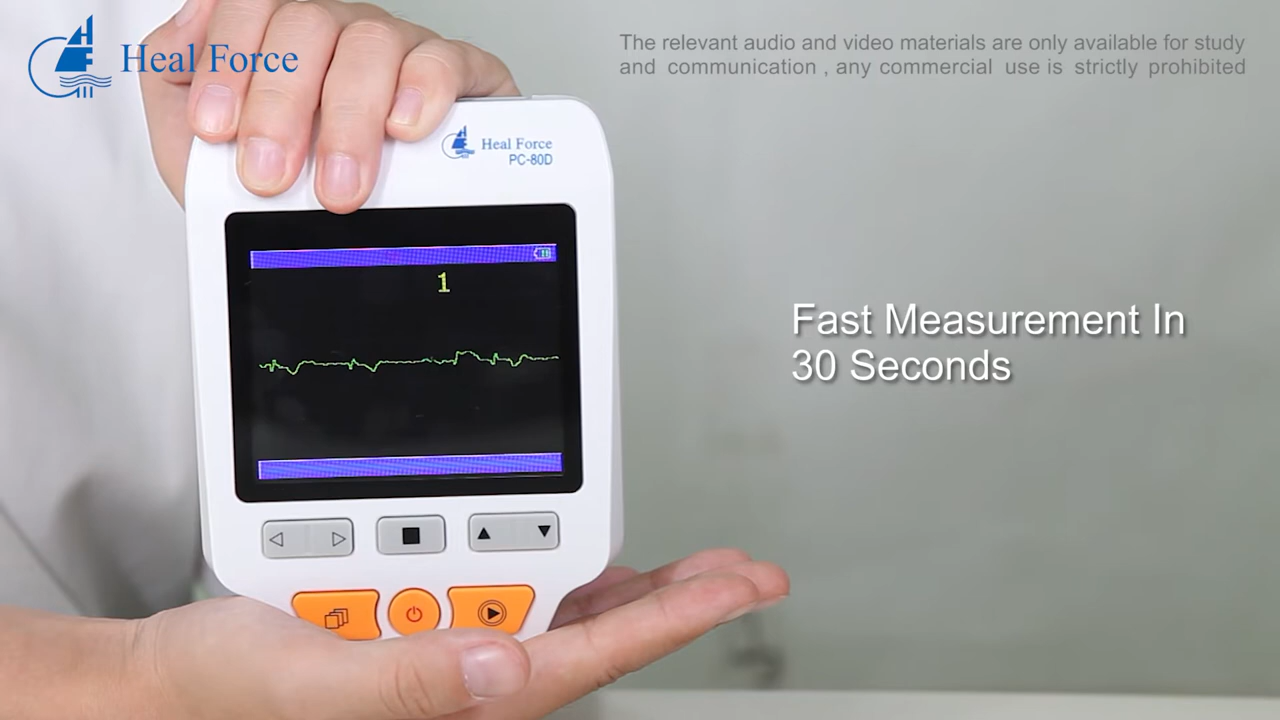 Heal Force
The relevant audio and video materials are only available for study
and communication , any commercial use is strictly prohibited
Heal Force
PC-80D
1
Fast Measurement In
30 Seconds